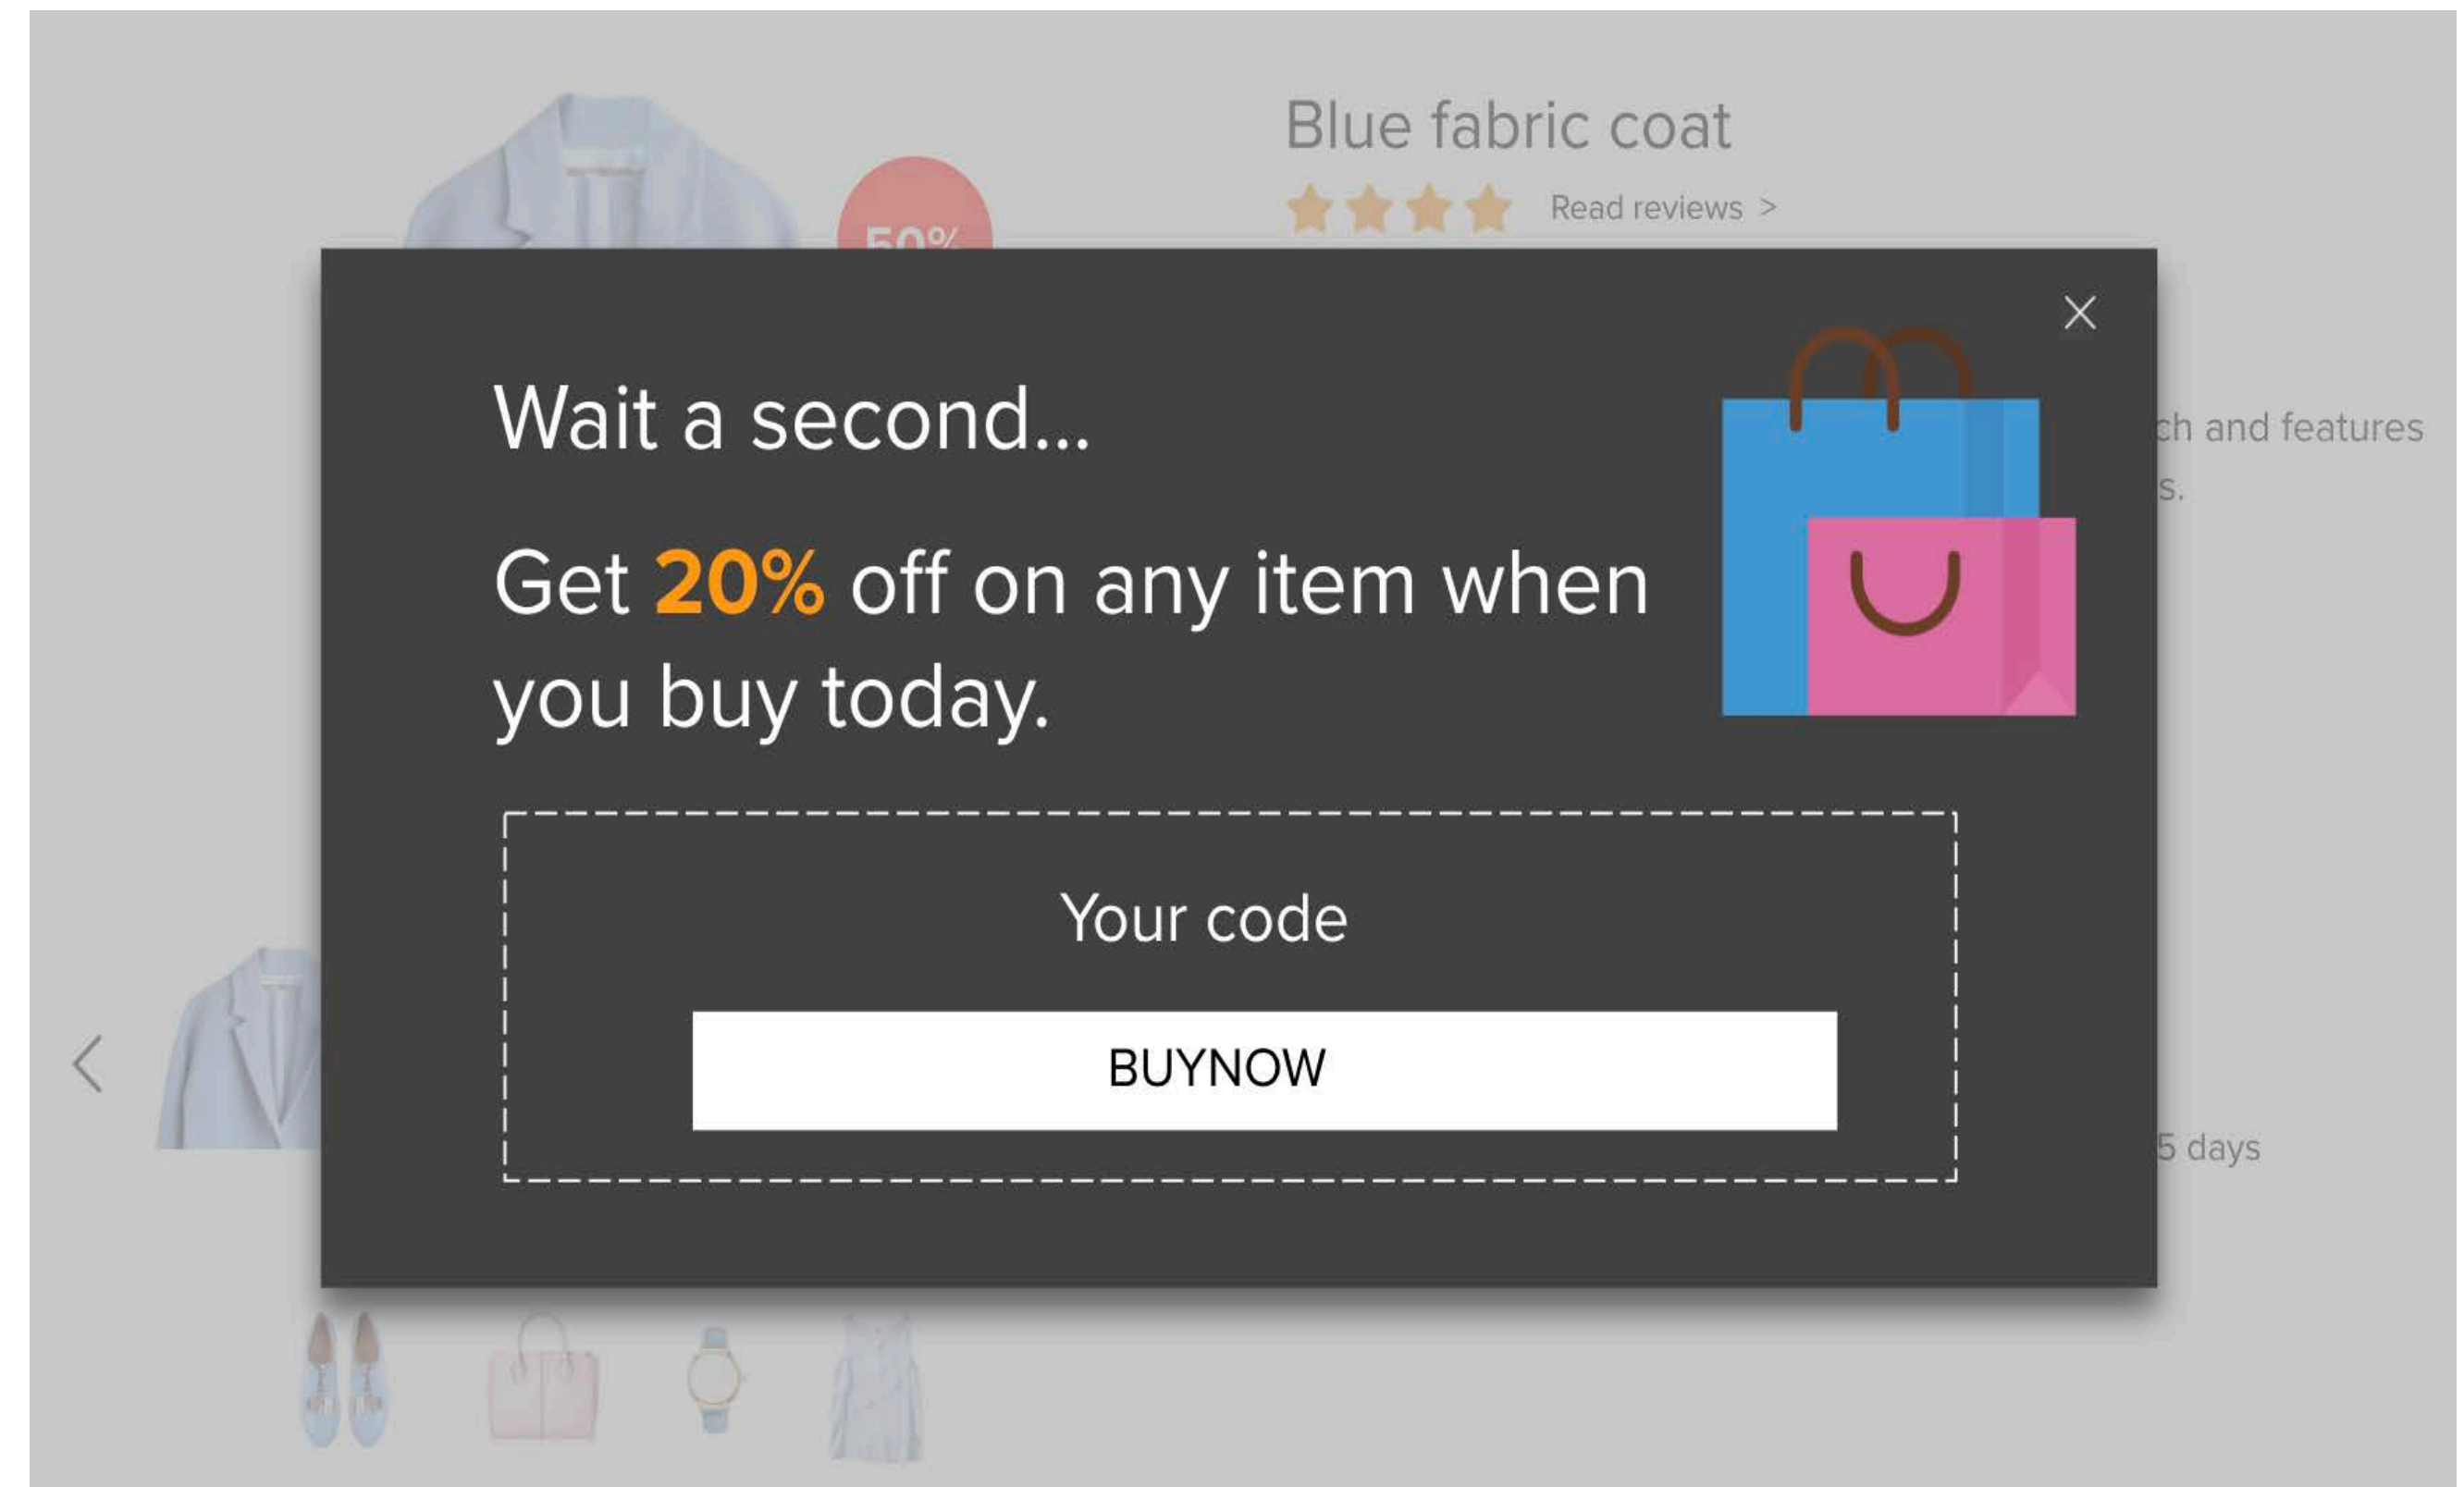 Blue fabric coat
Read reviews >
50%
Wait a second...
ch and features
s.
Get 20% off on any item when
you buy today.
Your code
BUYNOW
5 days